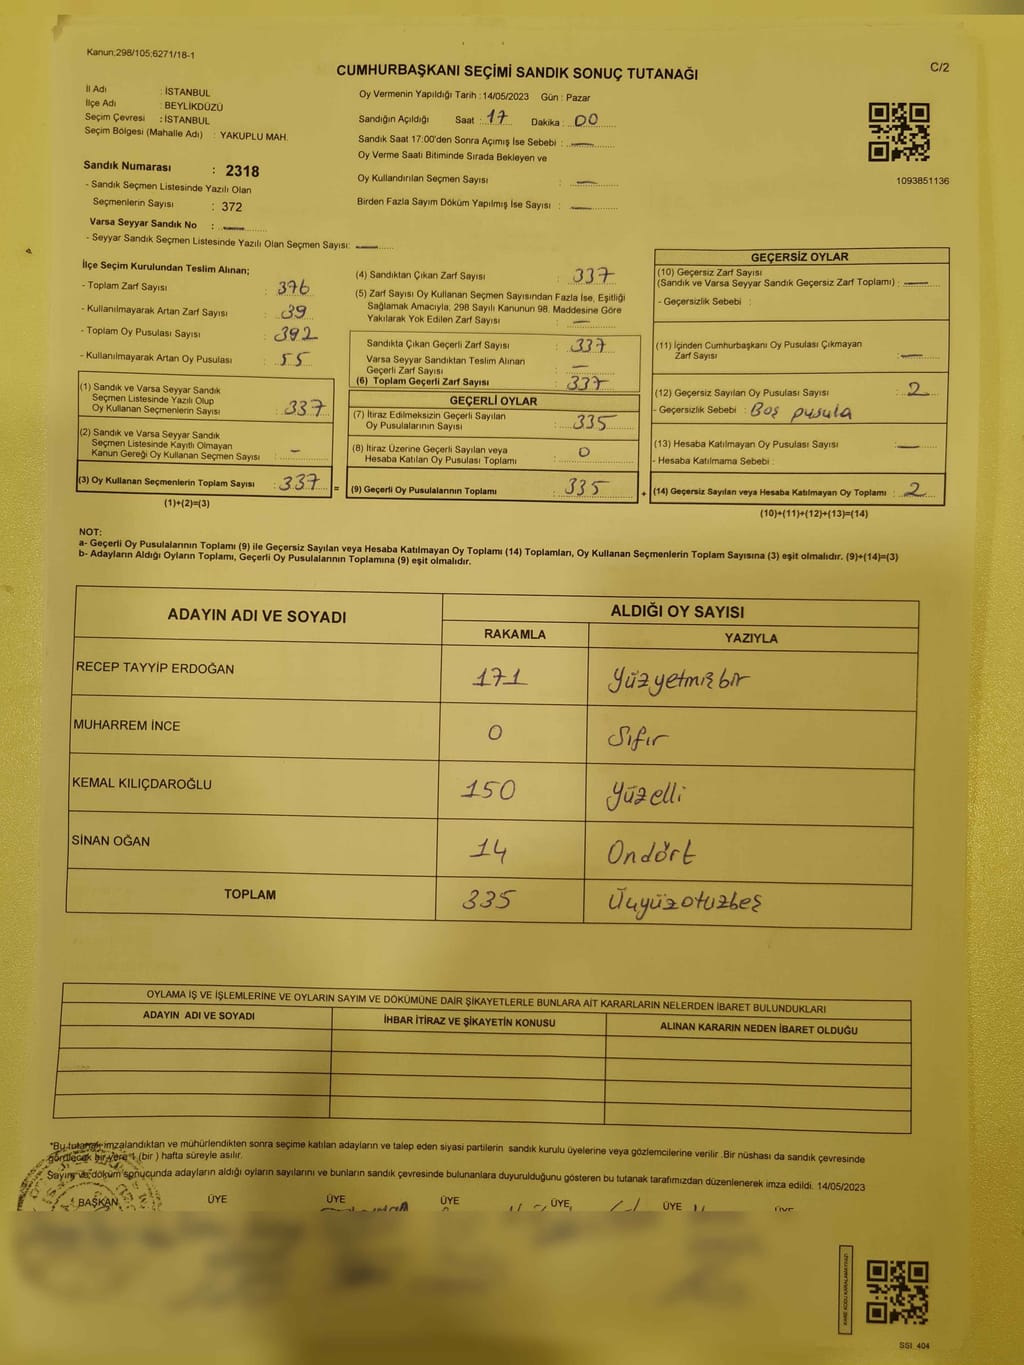 Kanun;298/105;6271/18-1
C/2
CUMHURBAŞKANI SEÇİMİ SANDIK SONUÇ TUTANAĞI
İl Adı : İSTANBUL
İlçe Adı : BEYLİKDÜZÜ
Seçim Çevresi : İSTANBUL
Seçim Bölgesi (Mahalle Adı) : YAKUPLU MAH.
Sandık Numarası : 2318
- Sandık Seçmen Listesinde Yazılı Olan
Seçmenlerin Sayısı : 372
Varsa Seyyar Sandık No : —
- Seyyar Sandık Seçmen Listesinde Yazılı Olan Seçmen Sayısı: —
Oy Vermenin Yapıldığı Tarih : 14/05/2023 Gün : Pazar
Sandığın Açıldığı Saat : 17 Dakika : 00
Sandık Saat 17:00'den Sonra Açımış İse Sebebi : —
Oy Verme Saati Bitiminde Sırada Bekleyen ve
Oy Kullandırılan Seçmen Sayısı : —
Birden Fazla Sayım Döküm Yapılmış İse Sayısı : —
1093851136
İlçe Seçim Kurulundan Teslim Alınan;
- Toplam Zarf Sayısı : 376
- Kullanılmayarak Artan Zarf Sayısı : 39
- Toplam Oy Pusulası Sayısı : 392
- Kullanılmayarak Artan Oy Pusulası : 55
(1) Sandık ve Varsa Seyyar Sandık
Seçmen Listesinde Yazılı Olup
Oy Kullanan Seçmenlerin Sayısı : 337
(2) Sandık ve Varsa Seyyar Sandık
Seçmen Listesinde Kayıtlı Olmayan
Kanun Gereği Oy Kullanan Seçmen Sayısı : —
(3) Oy Kullanan Seçmenlerin Toplam Sayısı : 337
(1)+(2)=(3)
=
(4) Sandıktan Çıkan Zarf Sayısı : 337
(5) Zarf Sayısı Oy Kullanan Seçmen Sayısından Fazla İse, Eşitliği
Sağlamak Amacıyla, 298 Sayılı Kanunun 98. Maddesine Göre
Yakılarak Yok Edilen Zarf Sayısı : —
Sandıkta Çıkan Geçerli Zarf Sayısı : 337
Varsa Seyyar Sandıktan Teslim Alınan
Geçerli Zarf Sayısı : —
(6) Toplam Geçerli Zarf Sayısı : 337
GEÇERLİ OYLAR
(7) İtiraz Edilmeksizin Geçerli Sayılan
Oy Pusulalarının Sayısı : 335
(8) İtiraz Üzerine Geçerli Sayılan veya
Hesaba Katılan Oy Pusulası Toplamı : 0
(9) Geçerli Oy Pusulalarının Toplamı : 335
+
GEÇERSİZ OYLAR
(10) Geçersiz Zarf Sayısı
(Sandık ve Varsa Seyyar Sandık Geçersiz Zarf Toplamı) : —
- Geçersizlik Sebebi :
(11) İçinden Cumhurbaşkanı Oy Pusulası Çıkmayan
Zarf Sayısı : —
(12) Geçersiz Sayılan Oy Pusulası Sayısı : 2
- Geçersizlik Sebebi : Boş pusula
(13) Hesaba Katılmayan Oy Pusulası Sayısı : —
- Hesaba Katılmama Sebebi :
(14) Geçersiz Sayılan veya Hesaba Katılmayan Oy Toplamı : 2
(10)+(11)+(12)+(13)=(14)
NOT:
a- Geçerli Oy Pusulalarının Toplamı (9) ile Geçersiz Sayılan veya Hesaba Katılmayan Oy Toplamı (14) Toplamları, Oy Kullanan Seçmenlerin Toplam Sayısına (3) eşit olmalıdır. (9)+(14)=(3)
b- Adayların Aldığı Oyların Toplamı, Geçerli Oy Pusulalarının Toplamına (9) eşit olmalıdır.
ADAYIN ADI VE SOYADI ALDIĞI OY SAYISI
RAKAMLA YAZIYLA
RECEP TAYYİP ERDOĞAN 171 Yüzyetmişbir
MUHARREM İNCE 0 Sıfır
KEMAL KILIÇDAROĞLU 150 Yüzelli
SİNAN OĞAN 14 Ondört
TOPLAM 335 Üçyüzotuzbeş
OYLAMA İŞ VE İŞLEMLERİNE VE OYLARIN SAYIM VE DÖKÜMÜNE DAİR ŞİKAYETLERLE BUNLARA AİT KARARLARIN NELERDEN İBARET BULUNDUKLARI
ADAYIN ADI VE SOYADI İHBAR İTİRAZ VE ŞİKAYETİN KONUSU ALINAN KARARIN NEDEN İBARET OLDUĞU
*Bu tutanak imzalandıktan ve mühürlendikten sonra seçime katılan adayların ve talep eden siyasi partilerin sandık kurulu üyelerine veya gözlemcilerine verilir .Bir nüshası da sandık çevresinde
görülecek bir yere 1 (bir ) hafta süreyle asılır.
Sayım ve döküm sonucunda adayların aldığı oyların sayılarını ve bunların sandık çevresinde bulunanlara duyurulduğunu gösteren bu tutanak tarafımızdan düzenlenerek imza edildi. 14/05/2023
BAŞKAN ÜYE ÜYE ÜYE ÜYE ÜYE ÜYE
SSI 404